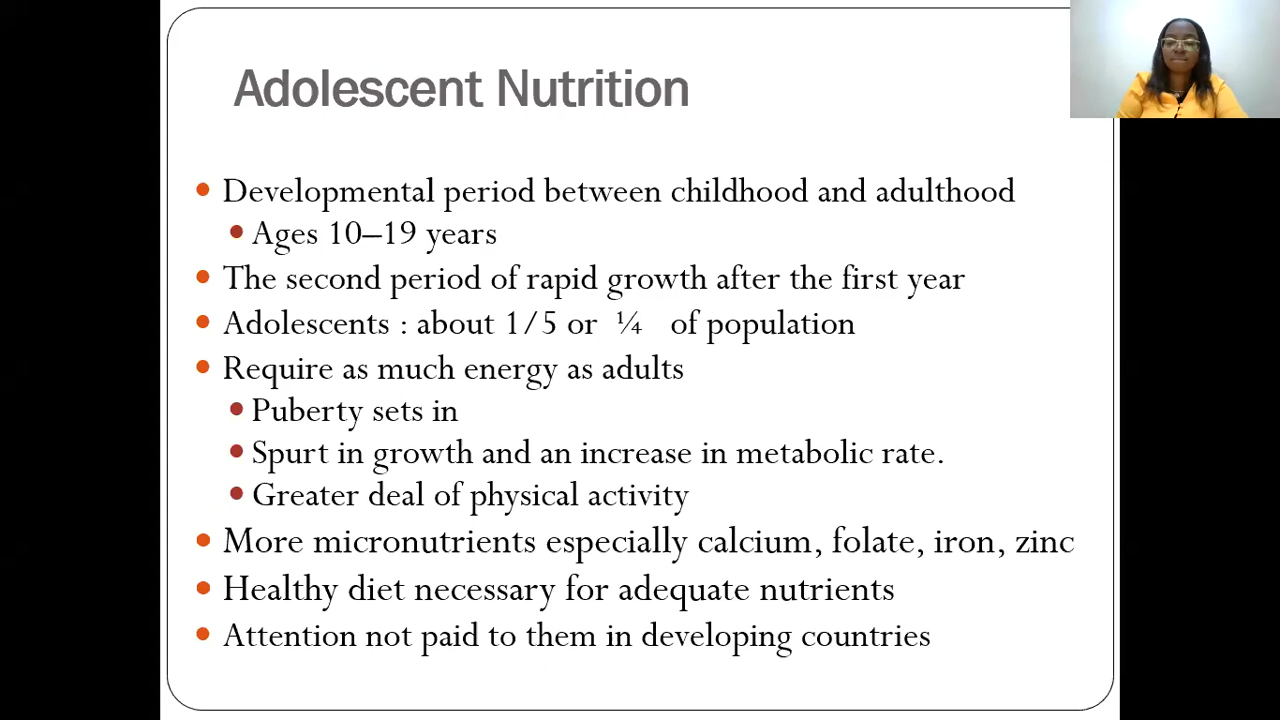 Adolescent Nutrition
• Developmental period between childhood and adulthood
• Ages 10–19 years
• The second period of rapid growth after the first year
• Adolescents : about 1/5 or ¼ of population
• Require as much energy as adults
• Puberty sets in
• Spurt in growth and an increase in metabolic rate.
• Greater deal of physical activity
• More micronutrients especially calcium, folate, iron, zinc
• Healthy diet necessary for adequate nutrients
• Attention not paid to them in developing countries